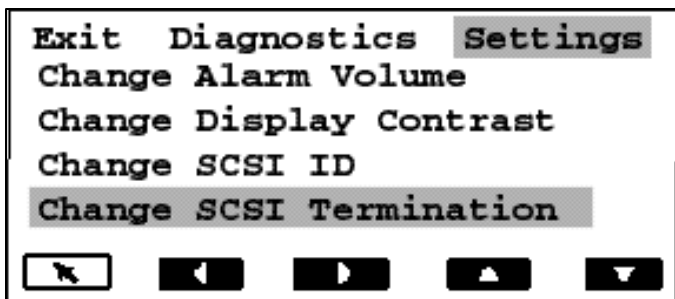 Exit Diagnostics Settings
Change Alarm Volume
Change Display Contrast
Change SCSI ID
Change SCSI Termination